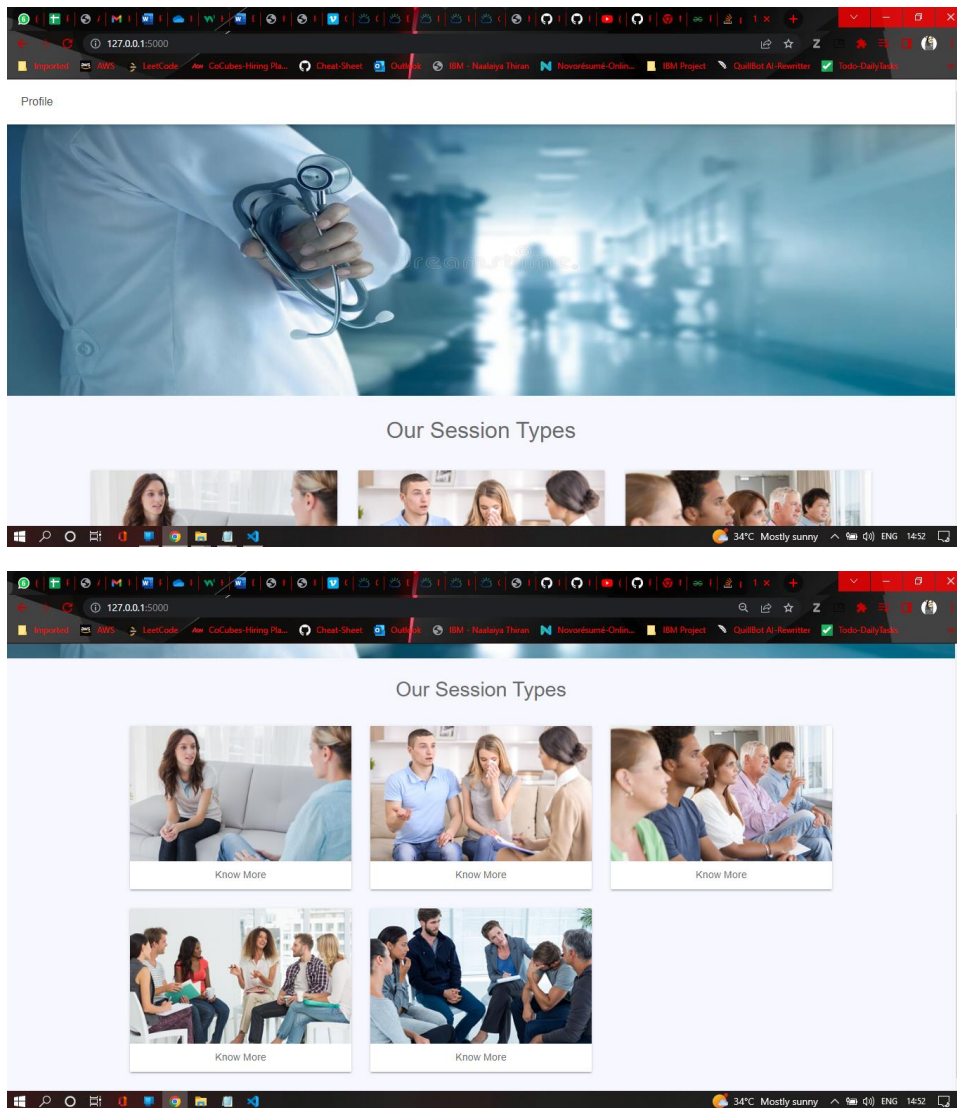 127.0.0.1:5000
Imported AWS LeetCode CoCubes-Hiring Pla... Cheat-Sheet Outlook IBM - Naalaiya Thiran Novorésumé-Onlin... IBM Project QuillBot AI-Rewritter Todo-DailyTasks
Profile
dreamstime.
Our Session Types
34°C Mostly sunny ENG 14:52
127.0.0.1:5000
Imported AWS LeetCode CoCubes-Hiring Pla... Cheat-Sheet Outlook IBM - Naalaiya Thiran Novorésumé-Onlin... IBM Project QuillBot AI-Rewritter Todo-DailyTasks
Our Session Types
Know More Know More Know More
Know More Know More
34°C Mostly sunny ENG 14:52